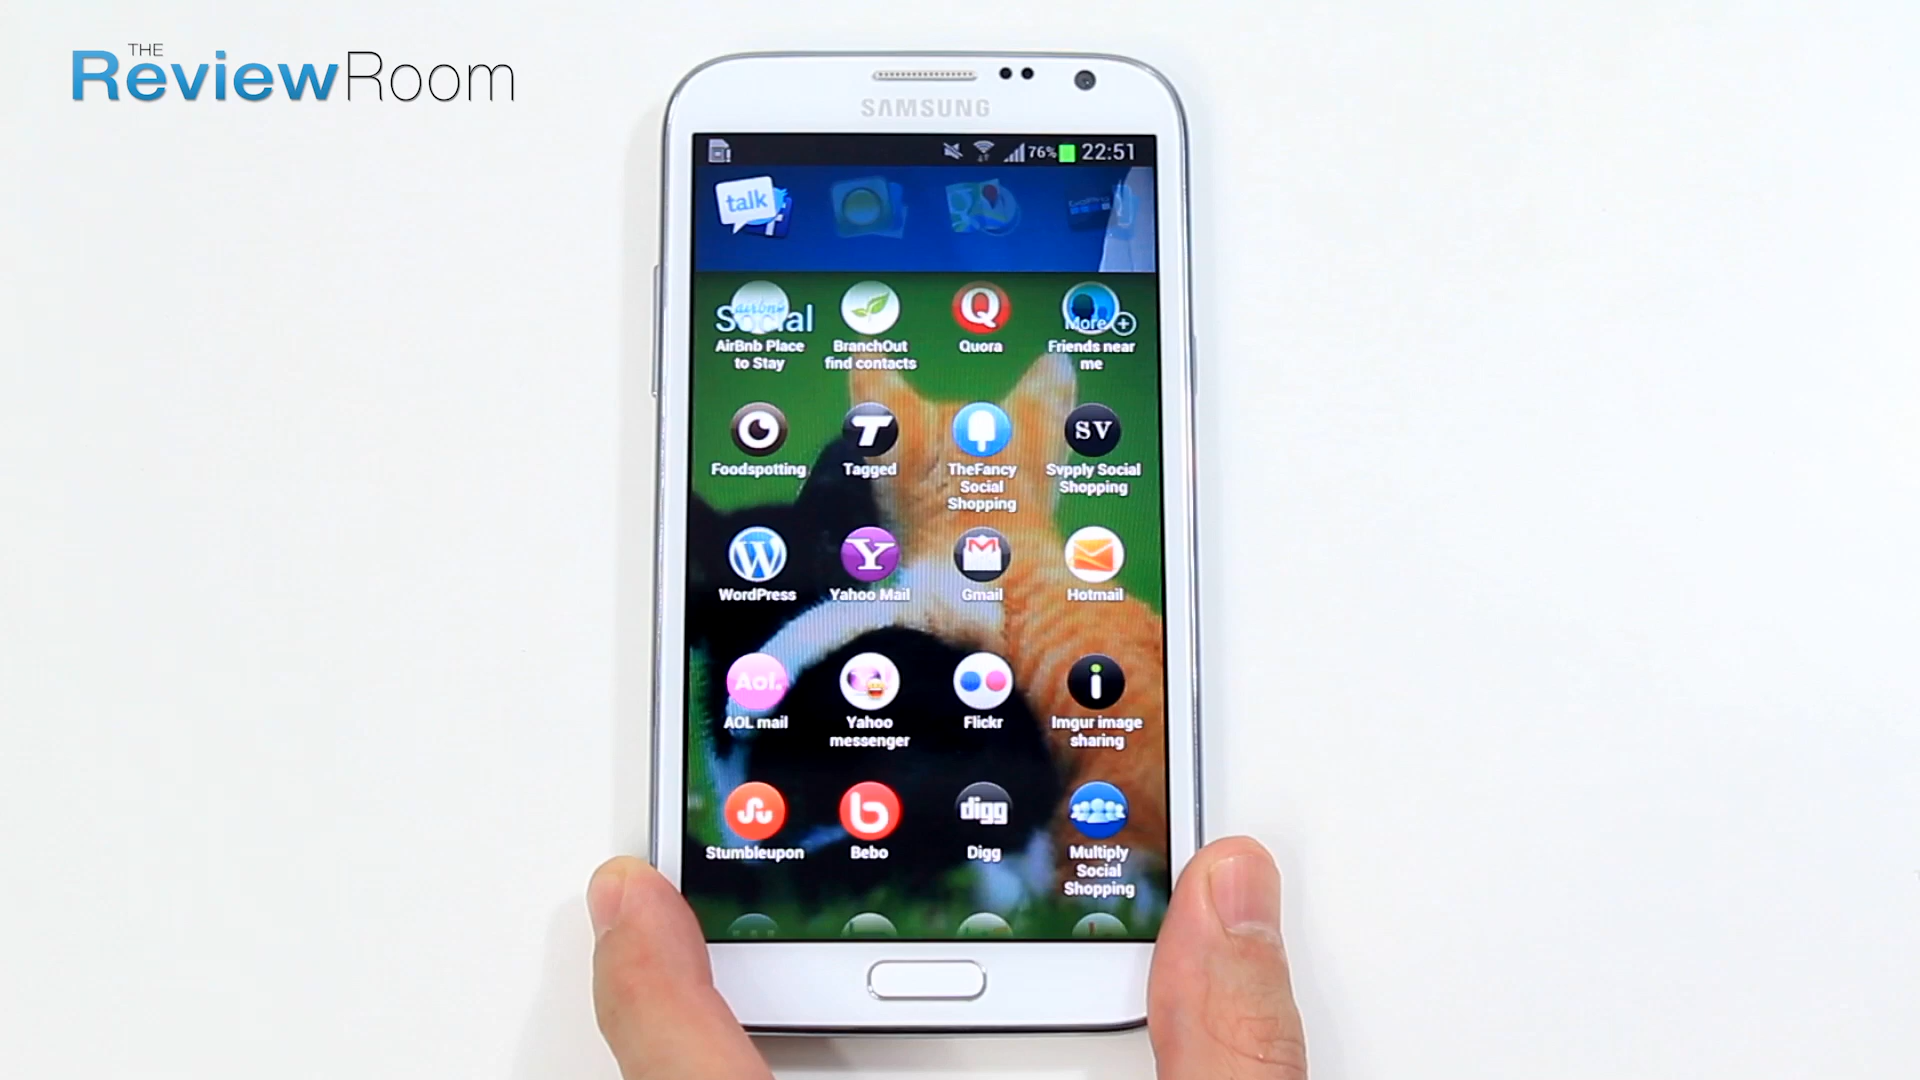 THE
ReviewRoom
SAMSUNG
76% 22:51
talk
airbnb
Social
More
AirBnb Place
to Stay
BranchOut
find contacts
Q
Quora
Friends near
me
Foodspotting
T
Tagged
TheFancy
Social
Shopping
SV
Svpply Social
Shopping
W
WordPress
Y
Yahoo Mail
M
Gmail
Hotmail
Aol.
AOL mail
Yahoo
messenger
Flickr
i
Imgur image
sharing
Stumbleupon
b
Bebo
digg
Digg
Multiply
Social
Shopping